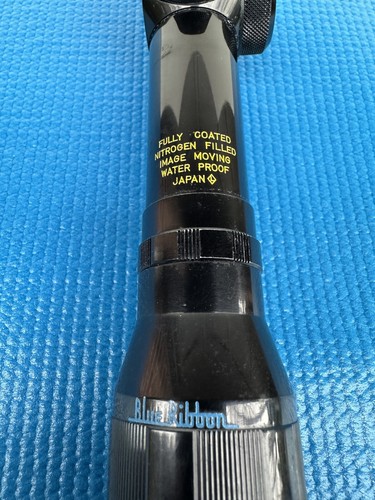 FULLY COATED
NITROGEN FILLED
IMAGE MOVING
WATER PROOF
JAPAN
Blue Ribbon